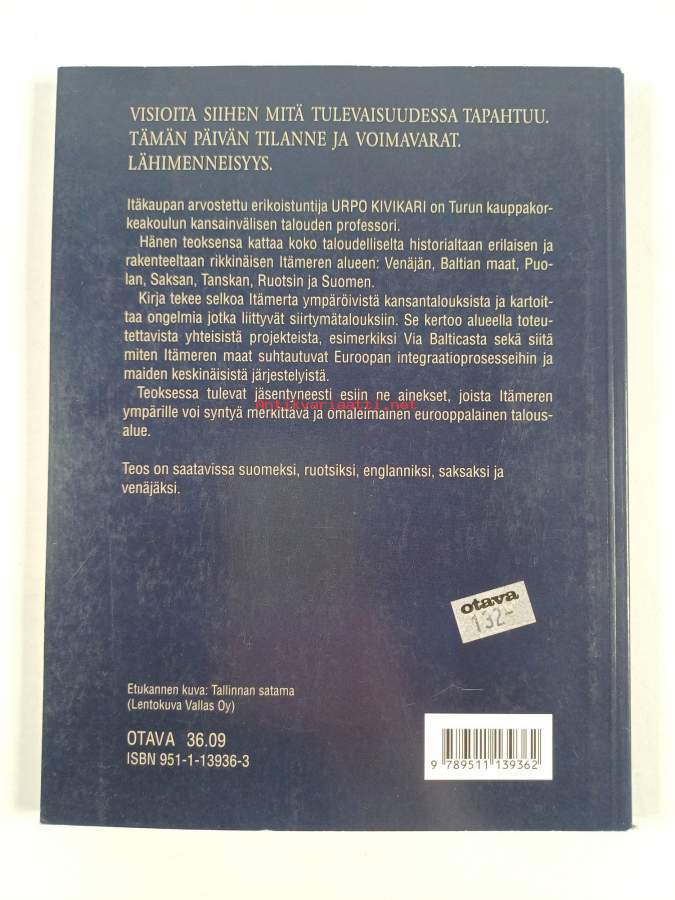 VISIOITA SIIHEN MITÄ TULEVAISUUDESSA TAPAHTUU.
TÄMÄN PÄIVÄN TILANNE JA VOIMAVARAT.
LÄHIMENNEISYYS.
Itäkaupan arvostettu erikoistuntija URPO KIVIKARI on Turun kauppakor-
keakoulun kansainvälisen talouden professori.
Hänen teoksensa kattaa koko taloudelliselta historialtaan erilaisen ja
rakenteeltaan rikkinäisen Itämeren alueen: Venäjän, Baltian maat, Puo-
lan, Saksan, Tanskan, Ruotsin ja Suomen.
Kirja tekee selkoa Itämerta ympäröivistä kansantalouksista ja kartoit-
taa ongelmia jotka liittyvät siirtymätalouksiin. Se kertoo alueella toteu-
tettavista yhteisistä projekteista, esimerkiksi Via Balticasta sekä siitä
miten Itämeren maat suhtautuvat Euroopan integraatioprosesseihin ja
maiden keskinäisistä järjestelyistä.
Teoksessa tulevat jäsentyneesti esiin ne ainekset, joista Itämeren
antikvariaatti.net
ympärille voi syntyä merkittävä ja omaleimainen eurooppalainen talous-
alue.
Teos on saatavissa suomeksi, ruotsiksi, englanniksi, saksaksi ja
venäjäksi.
otava
132-
Etukannen kuva: Tallinnan satama
(Lentokuva Vallas Oy)
OTAVA 36.09
ISBN 951-1-13936-3
9 789511 139362